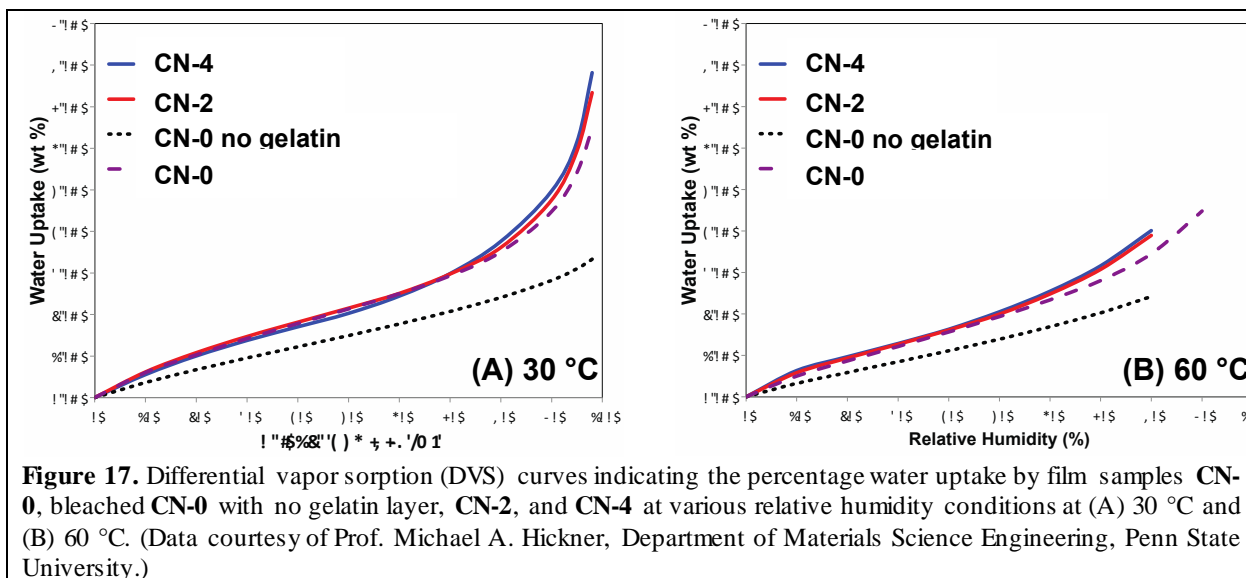 -"!#$
,"!#$
+"!#$
*"!#$
)"!#$
("!#$
'"!#$
&"!#$
%"!#$
!"!#$
Water Uptake (wt %)
CN-4
CN-2
CN-0 no gelatin
CN-0
(A) 30 °C
!$ %!$ &!$ '!$ (!$ )!$ *!$ +!$ ,!$ -!$ %!!$
-"!#$
,"!#$
+"!#$
*"!#$
)"!#$
("!#$
'"!#$
&"!#$
%"!#$
!"!#$
Water Uptake (wt %)
CN-4
CN-2
CN-0 no gelatin
CN-0
(B) 60 °C
!$ %!$ &!$ '!$ (!$ )!$ *!$ +!$ ,!$ -!$ %
Relative Humidity (%)
Figure 17. Differential vapor sorption (DVS) curves indicating the percentage water uptake by film samples CN-
0, bleached CN-0 with no gelatin layer, CN-2, and CN-4 at various relative humidity conditions at (A) 30 °C and
(B) 60 °C. (Data courtesy of Prof. Michael A. Hickner, Department of Materials Science Engineering, Penn State
University.)